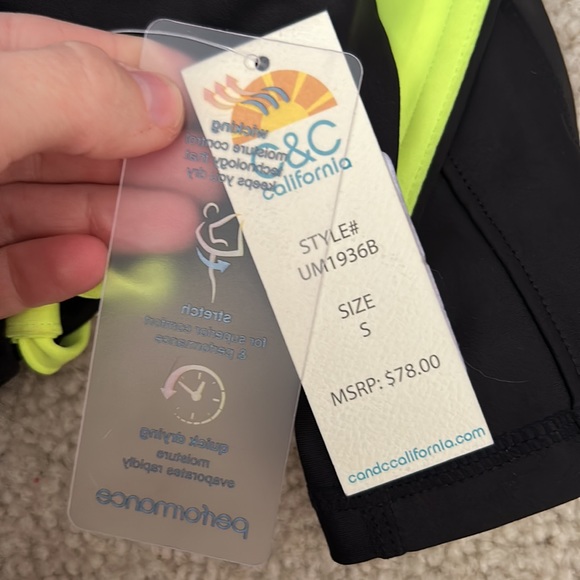 C&C
california
STYLE#
UM1936B
SIZE
S
MSRP: $78.00
candccalifornia.com
wicking
moisture control
technology that
keeps you dry
stretch
for superior comfort
& performance
quick drying
moisture
evaporates rapidly
performance